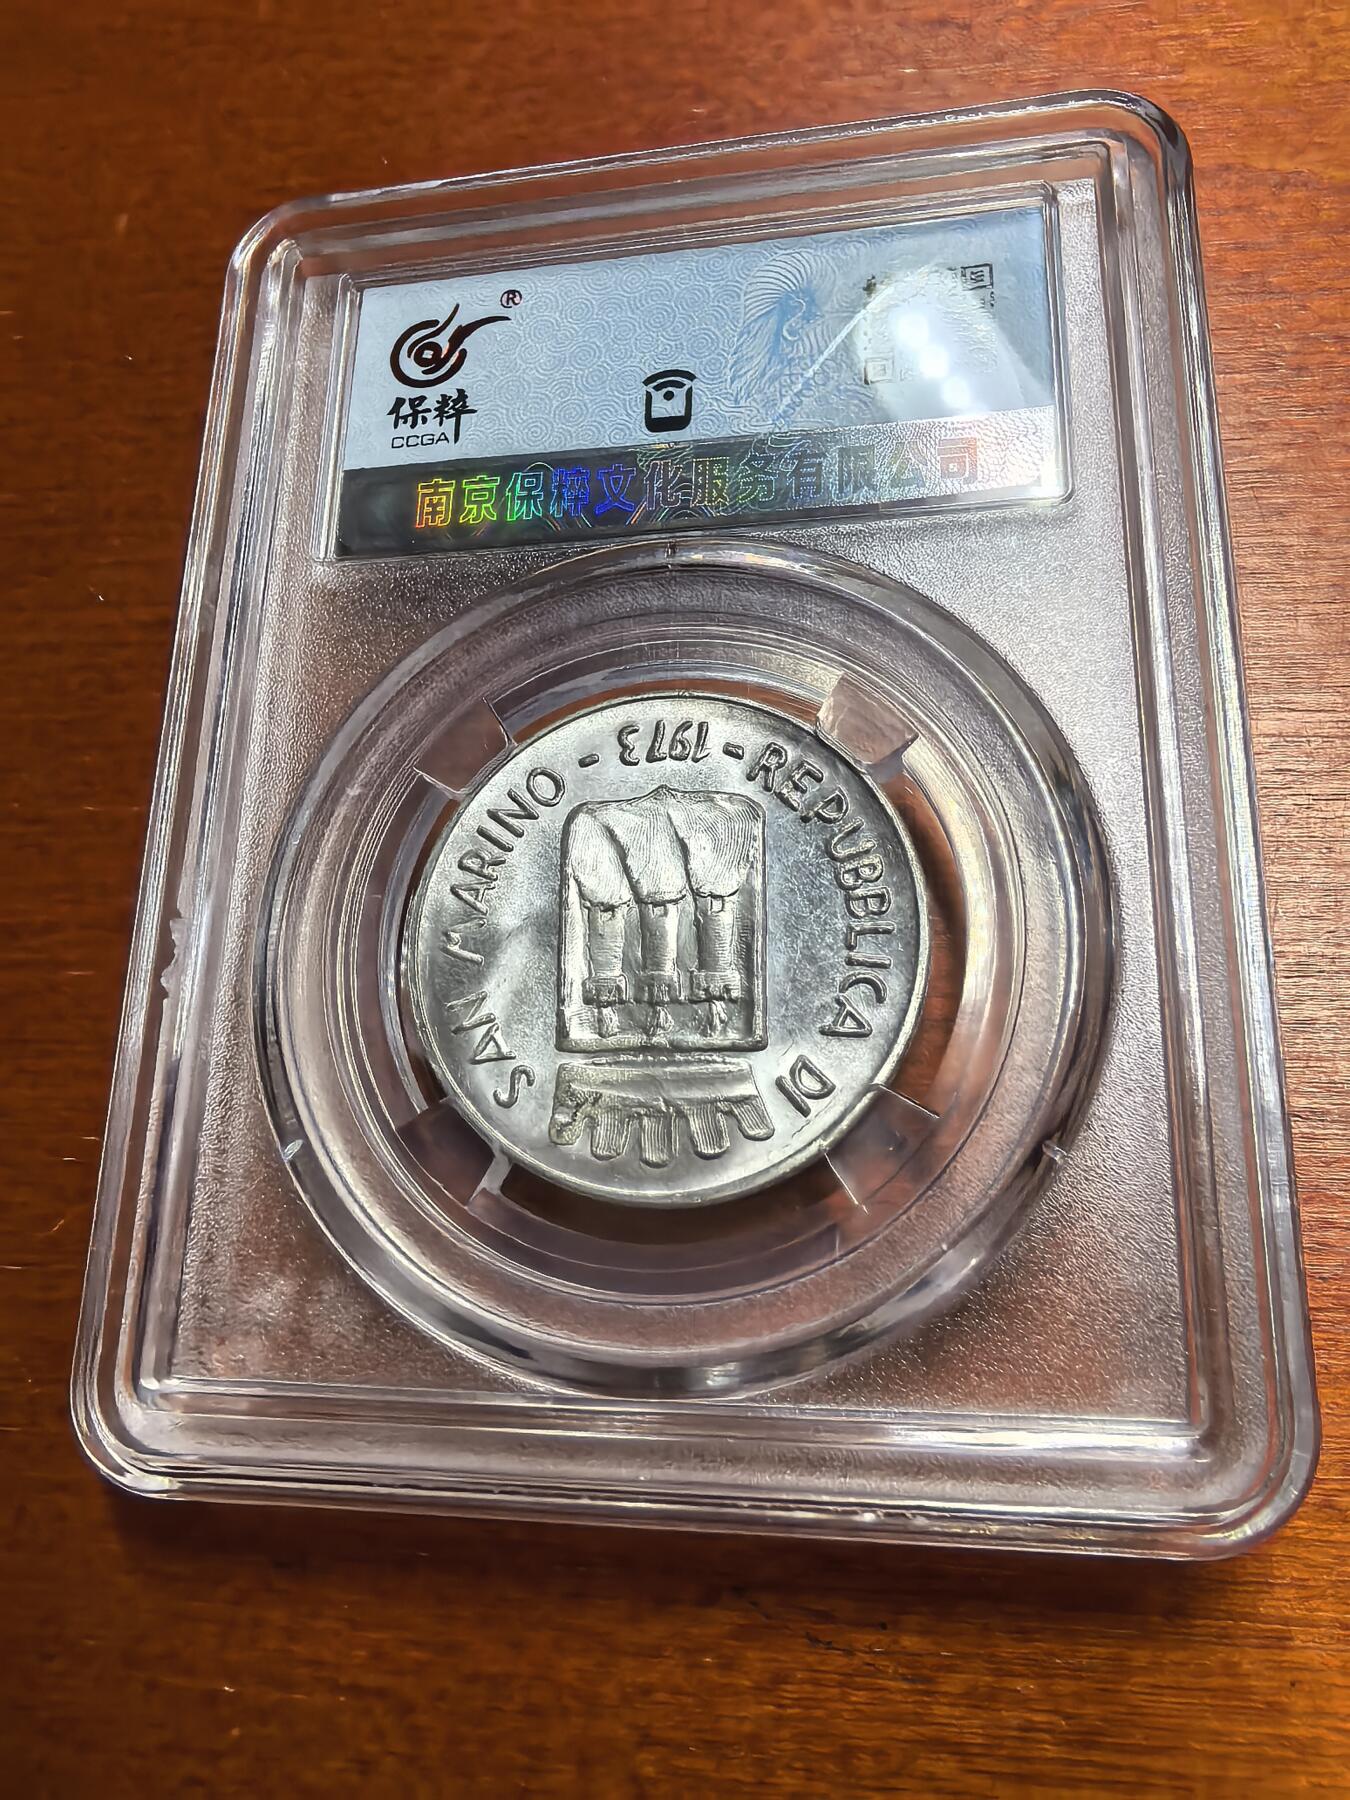 ®
保粹
CCGA
南京保粹文化服务有限公司
SAN MARINO - 1973 - REPUBBLICA DI